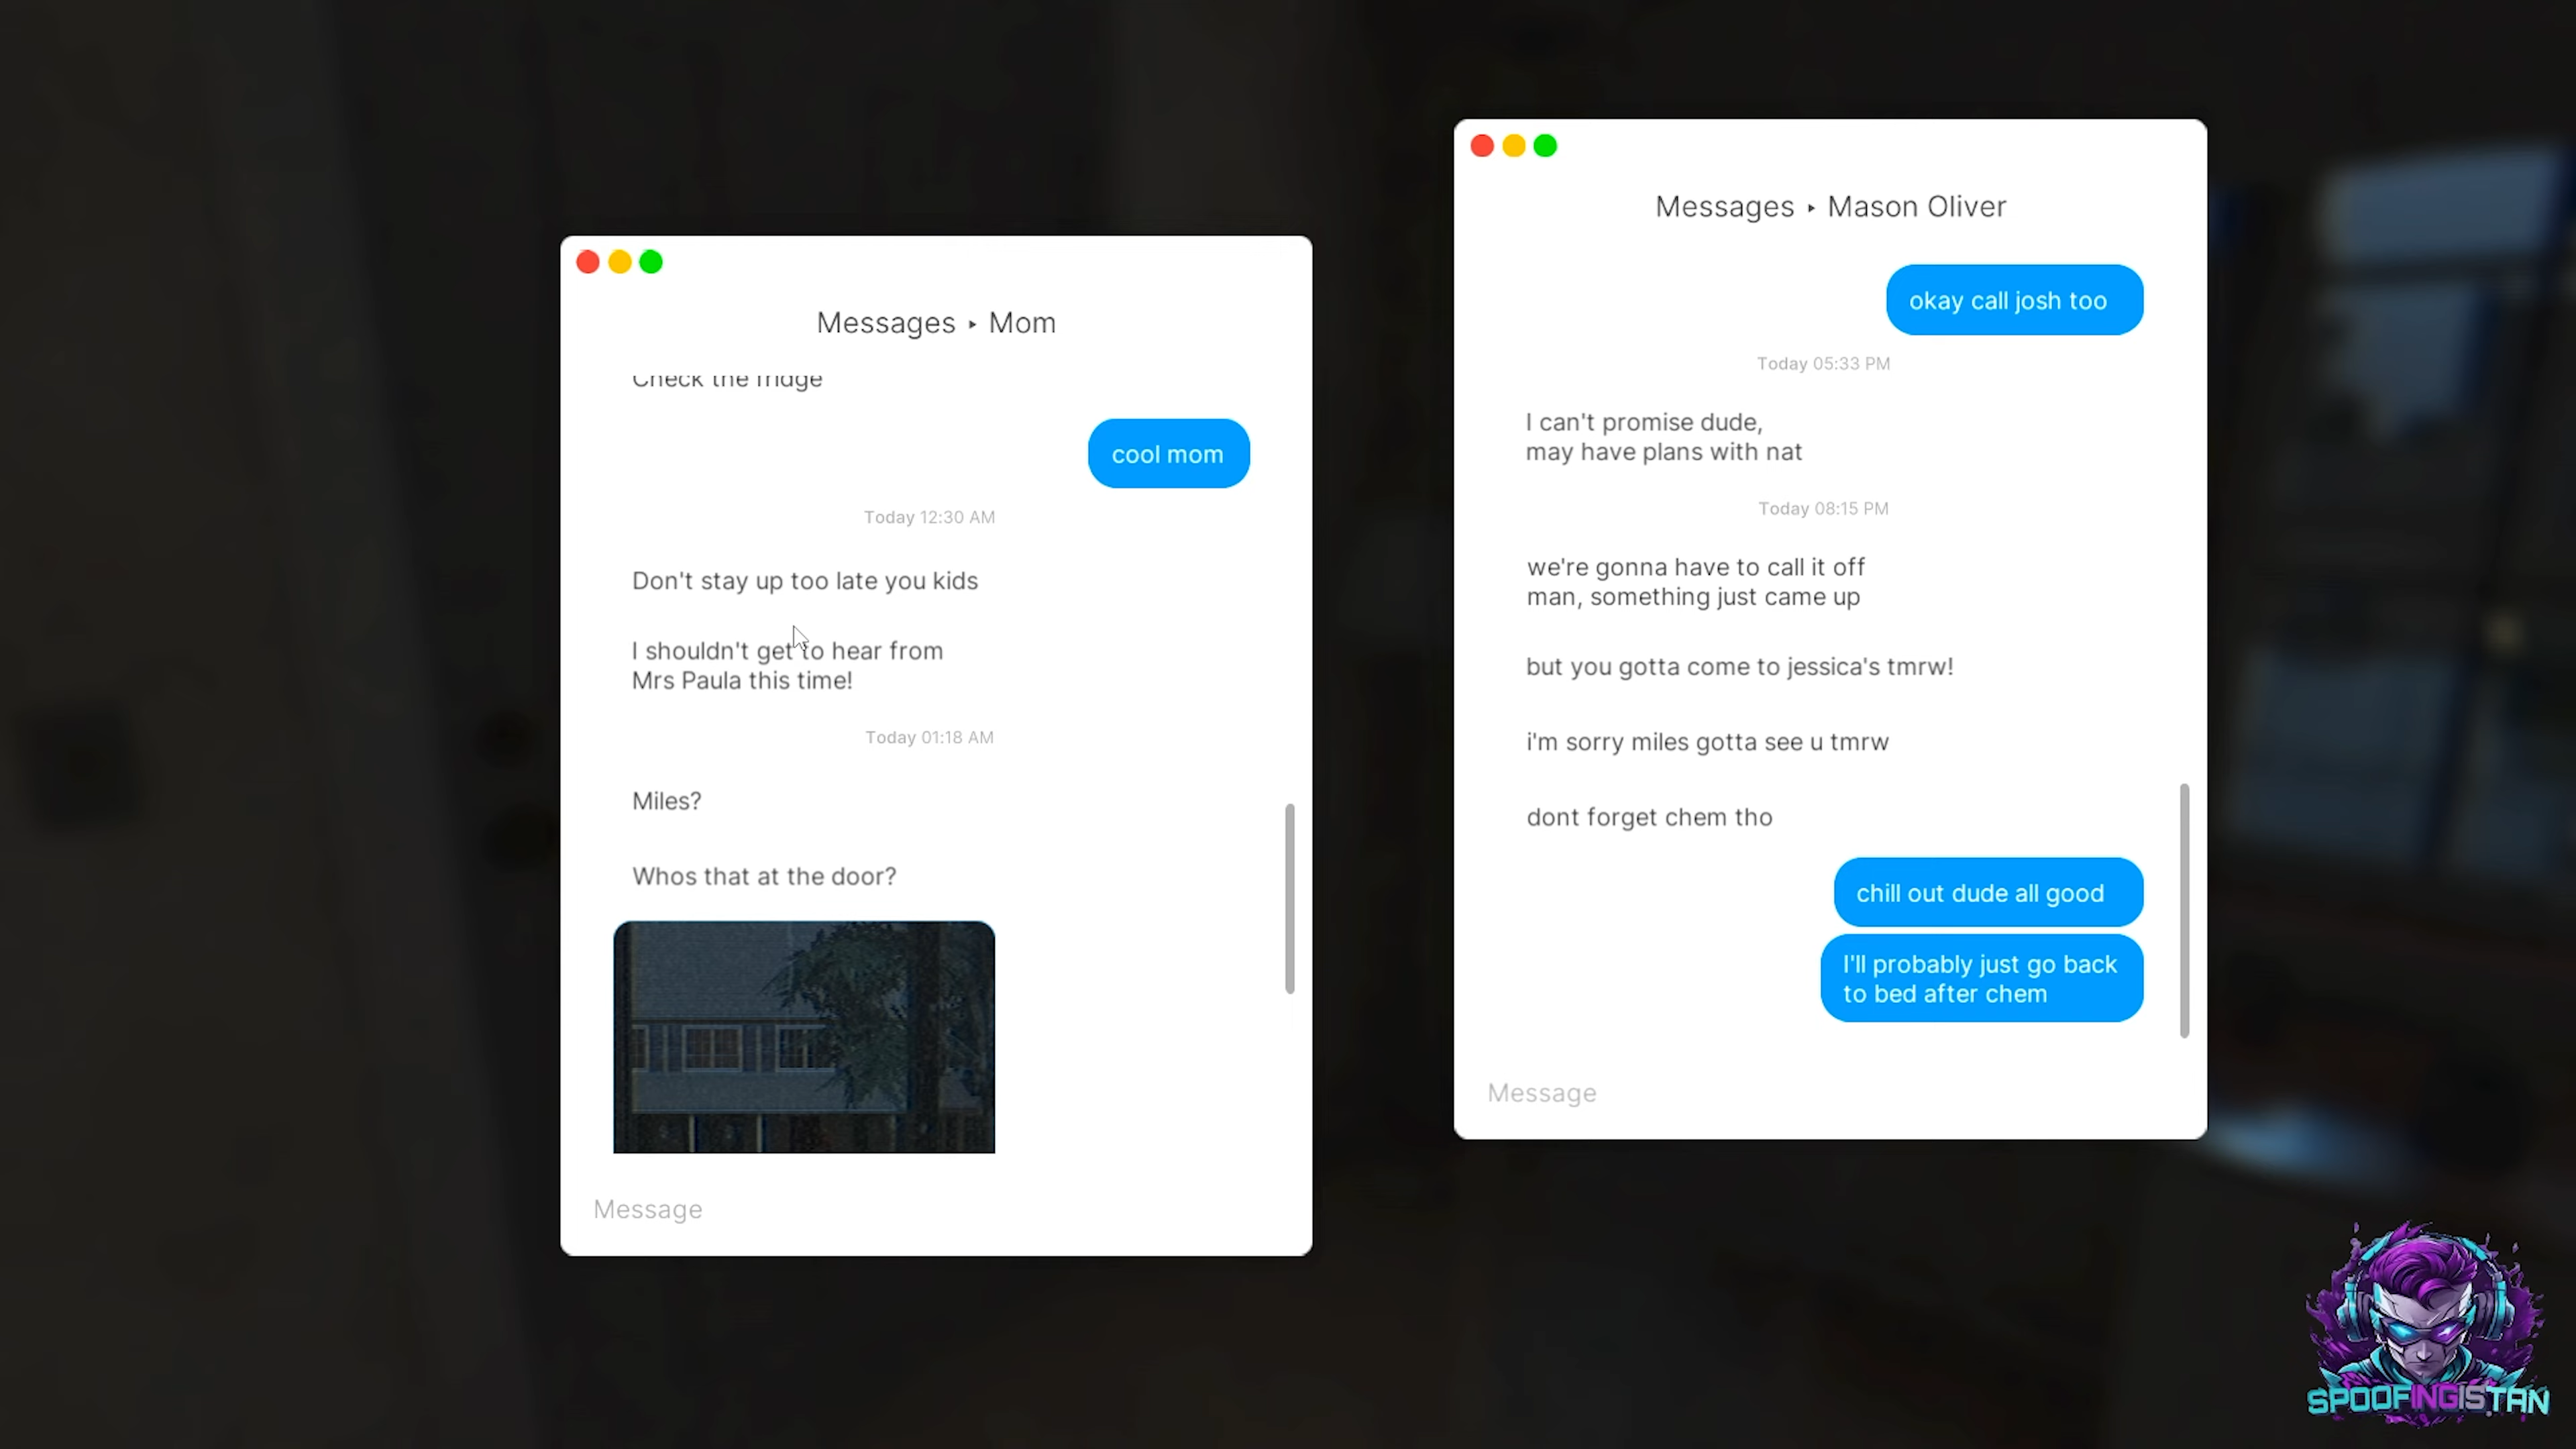 Messages ‣ Mom
Check the fridge
cool mom
Today 12:30 AM
Don't stay up too late you kids
I shouldn't get to hear from
Mrs Paula this time!
Today 01:18 AM
Miles?
Whos that at the door?
Message
Messages ‣ Mason Oliver
okay call josh too
Today 05:33 PM
I can't promise dude,
may have plans with nat
Today 08:15 PM
we're gonna have to call it off
man, something just came up
but you gotta come to jessica's tmrw!
i'm sorry miles gotta see u tmrw
dont forget chem tho
chill out dude all good
I'll probably just go back
to bed after chem
Message
SPOOFINGISTAN